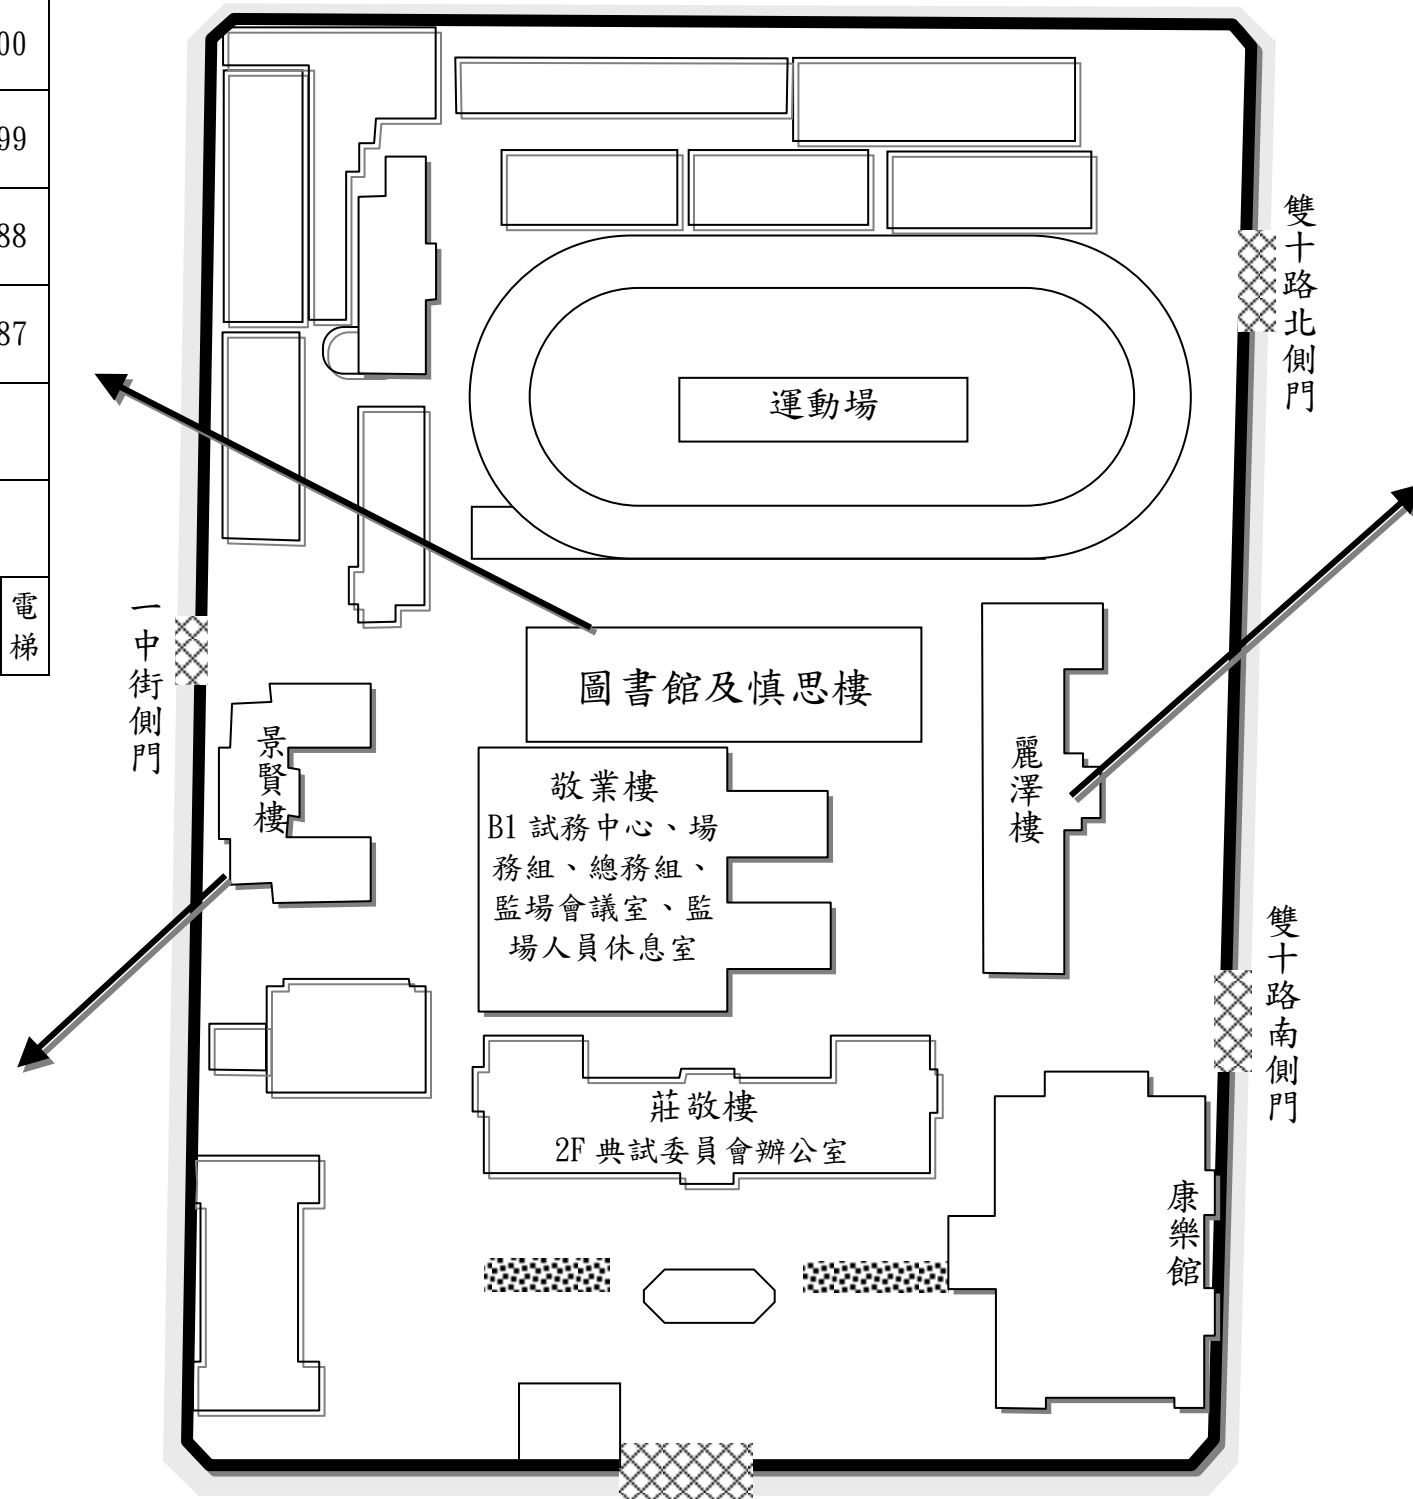 00
99
88
87
電梯
雙十路北側門
運動場
一中街側門
圖書館及慎思樓
景賢樓
麗澤樓
敬業樓
B1 試務中心、場
務組、總務組、
監場會議室、監
場人員休息室
雙十路南側門
莊敬樓
2F 典試委員會辦公室
康樂館